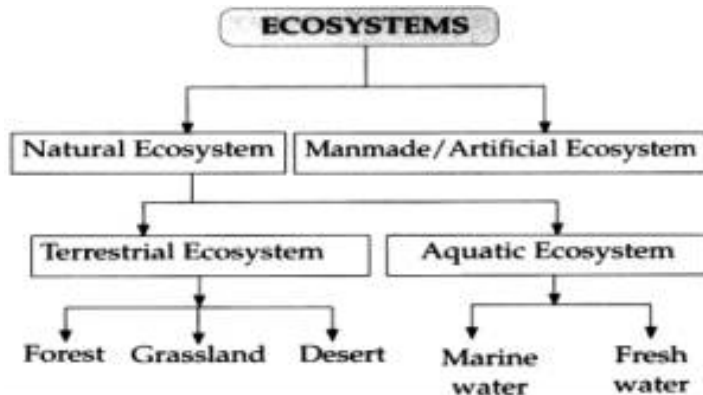 ECOSYSTEMS
Natural Ecosystem
Manmade/Artificial Ecosystem
Terrestrial Ecosystem
Aquatic Ecosystem
Forest
Grassland
Desert
Marine
water
Fresh
water